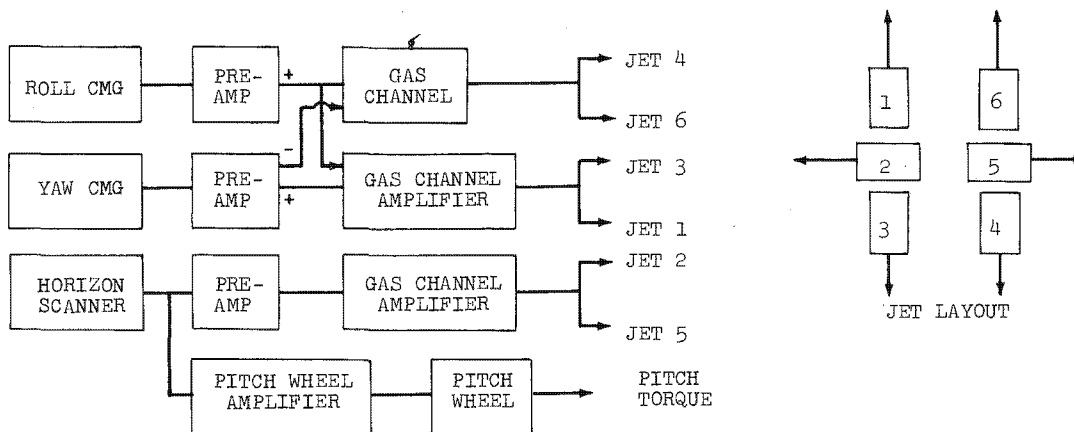 ROLL CMG
PRE-
AMP
+
GAS
CHANNEL
JET 4
JET 6
-
YAW CMG
PRE-
AMP
+
GAS CHANNEL
AMPLIFIER
JET 3
JET 1
HORIZON
SCANNER
PRE-
AMP
GAS CHANNEL
AMPLIFIER
JET 2
JET 5
PITCH WHEEL
AMPLIFIER
PITCH
WHEEL
PITCH
TORQUE
1
6
2
5
3
4
JET LAYOUT